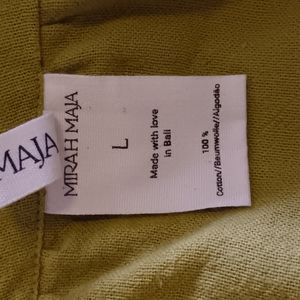 MIRAH MAJA
L
Made with love
in Bali
100 %
Cotton//Baumwolle//Algodão
MAJA